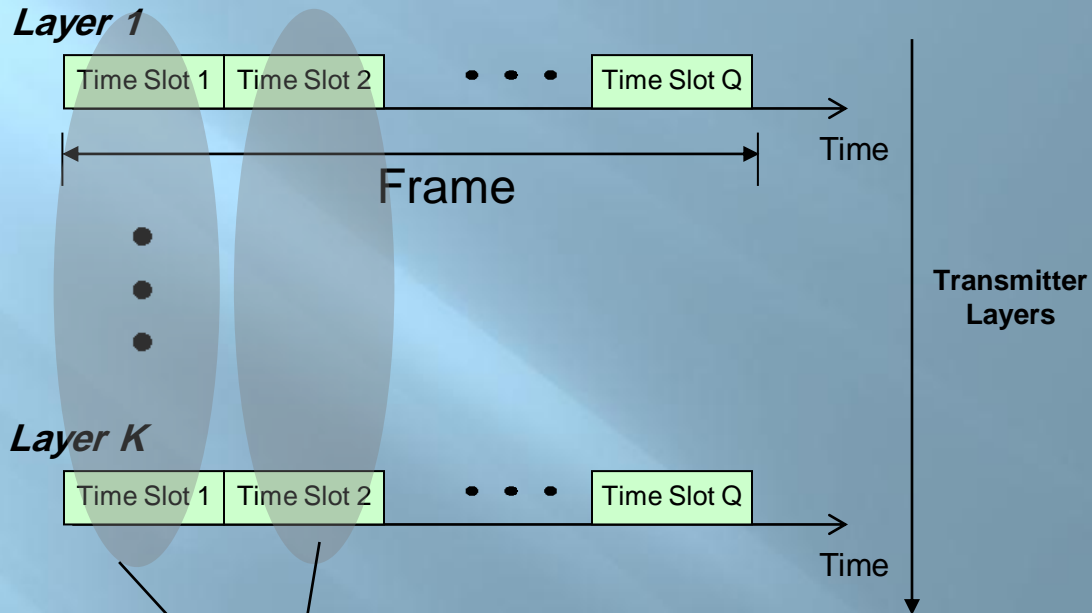 Layer 1
Time Slot 1 Time Slot 2 • • • Time Slot Q
Time
Frame
Transmitter
Layers
Layer K
Time Slot 1 Time Slot 2 • • • Time Slot Q
Time